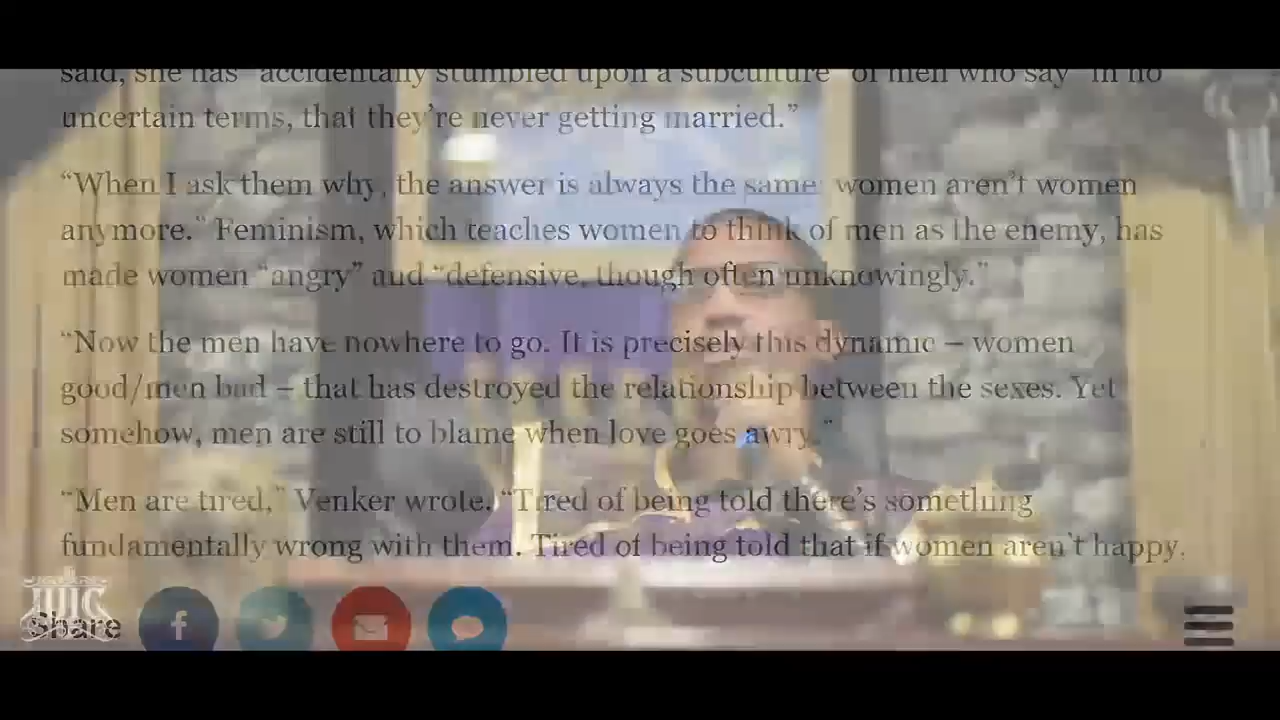 said, she has “accidentally stumbled upon a subculture” of men who say “in no
uncertain terms, that they’re never getting married.”
“When I ask them why, the answer is always the same: women aren’t women
anymore.” Feminism, which teaches women to think of men as the enemy, has
made women “angry” and “defensive, though often unknowingly.”
“Now the men have nowhere to go. It is precisely this dynamic – women
good/men bad – that has destroyed the relationship between the sexes. Yet
somehow, men are still to blame when love goes awry.”
“Men are tired,” Venker wrote. “Tired of being told there’s something
fundamentally wrong with them. Tired of being told that if women aren’t happy,
IUIC
Share